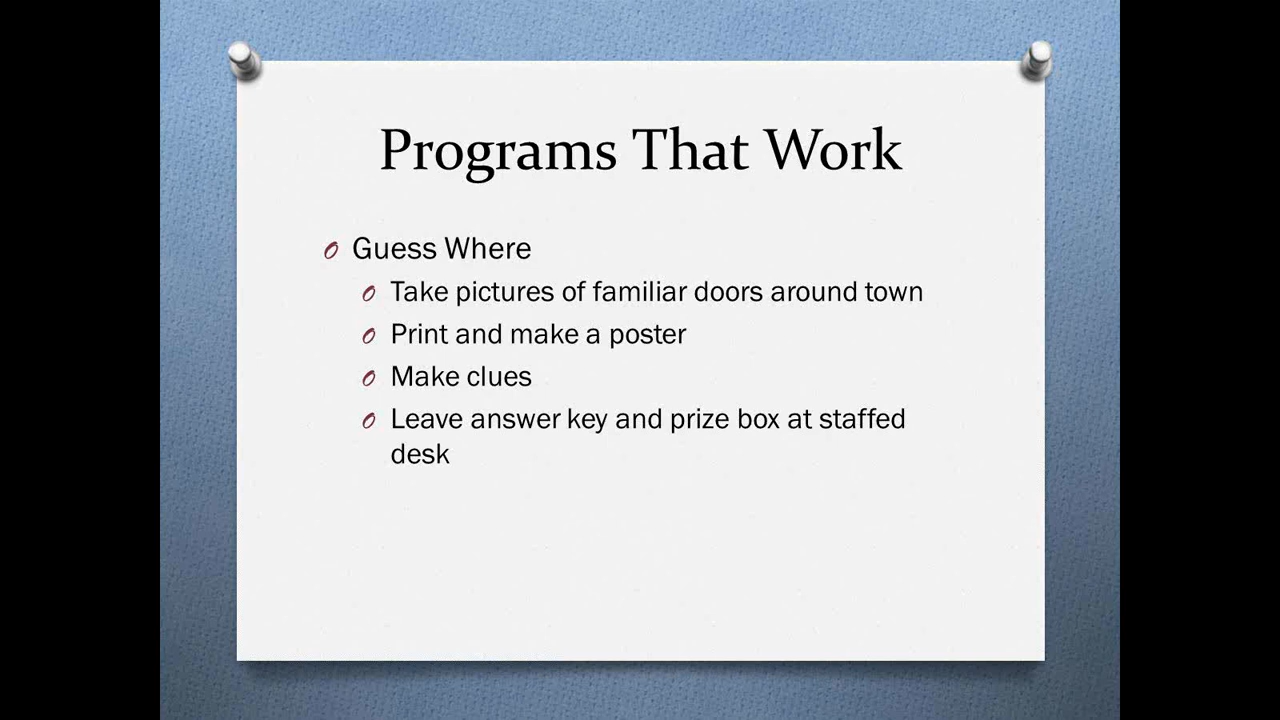 Programs That Work
Guess Where
Take pictures of familiar doors around town
Print and make a poster
Make clues
Leave answer key and prize box at staffed
desk